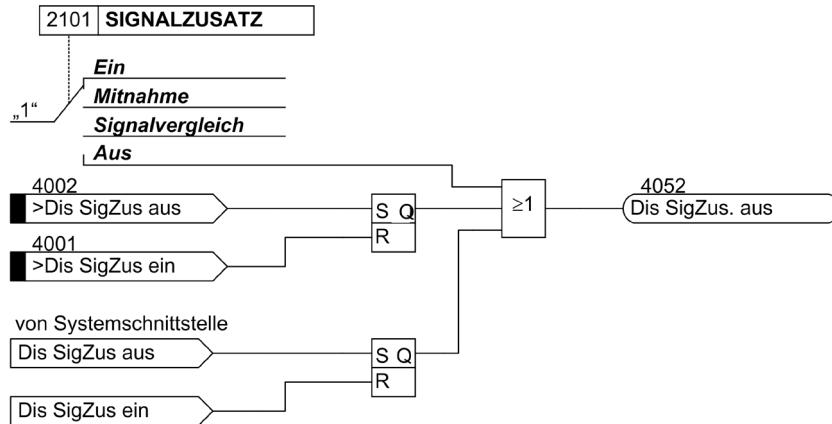 2101 SIGNALZUSATZ
Ein
„1“
Mitnahme
Signalvergleich
Aus
4002
>Dis SigZus aus
S Q
R
≥1
4052
Dis SigZus. aus
4001
>Dis SigZus ein
von Systemschnittstelle
Dis SigZus aus
S Q
R
Dis SigZus ein